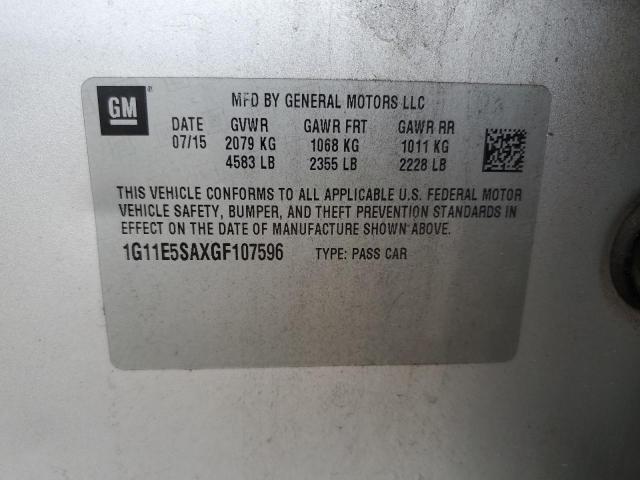 GM ®
MFD BY GENERAL MOTORS LLC
DATE GVWR GAWR FRT GAWR RR
07/15 2079 KG 1068 KG 1011 KG
4583 LB 2355 LB 2228 LB
THIS VEHICLE CONFORMS TO ALL APPLICABLE U.S. FEDERAL MOTOR
VEHICLE SAFETY, BUMPER, AND THEFT PREVENTION STANDARDS IN
EFFECT ON THE DATE OF MANUFACTURE SHOWN ABOVE.
1G11E5SAXGF107596 TYPE: PASS CAR